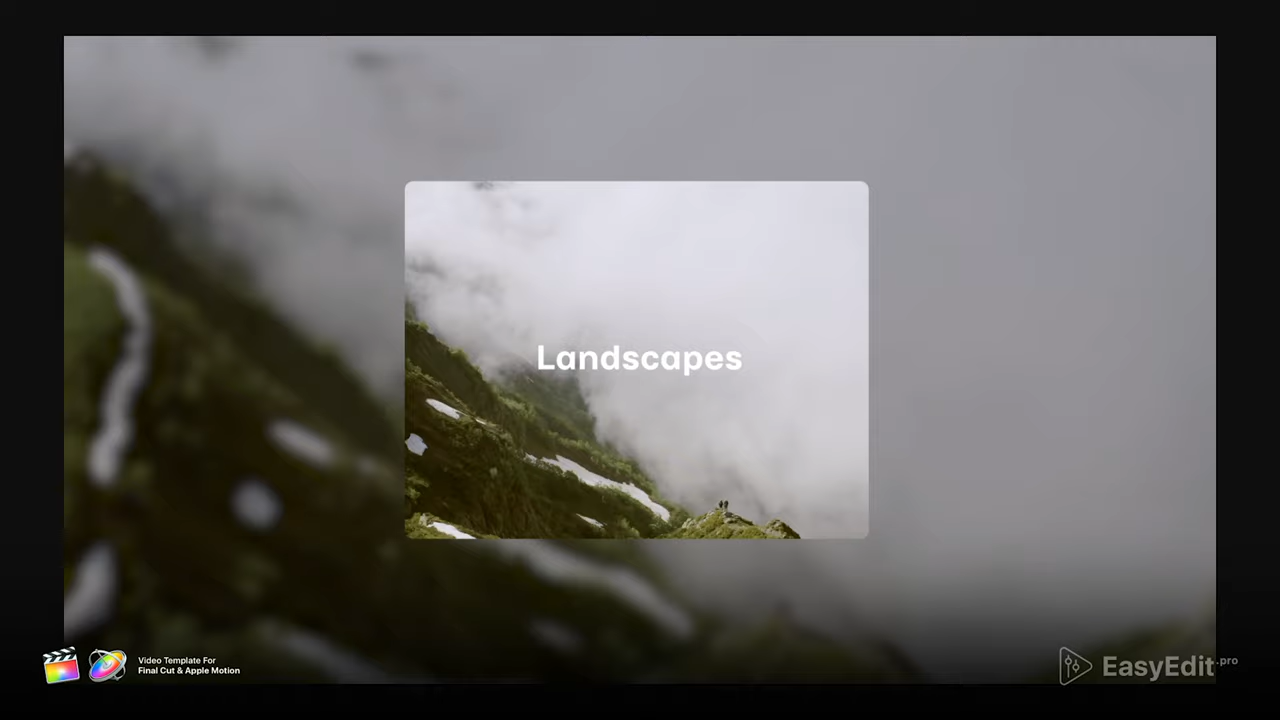 Landscapes
Video Template For
Final Cut & Apple Motion
EasyEdit.pro